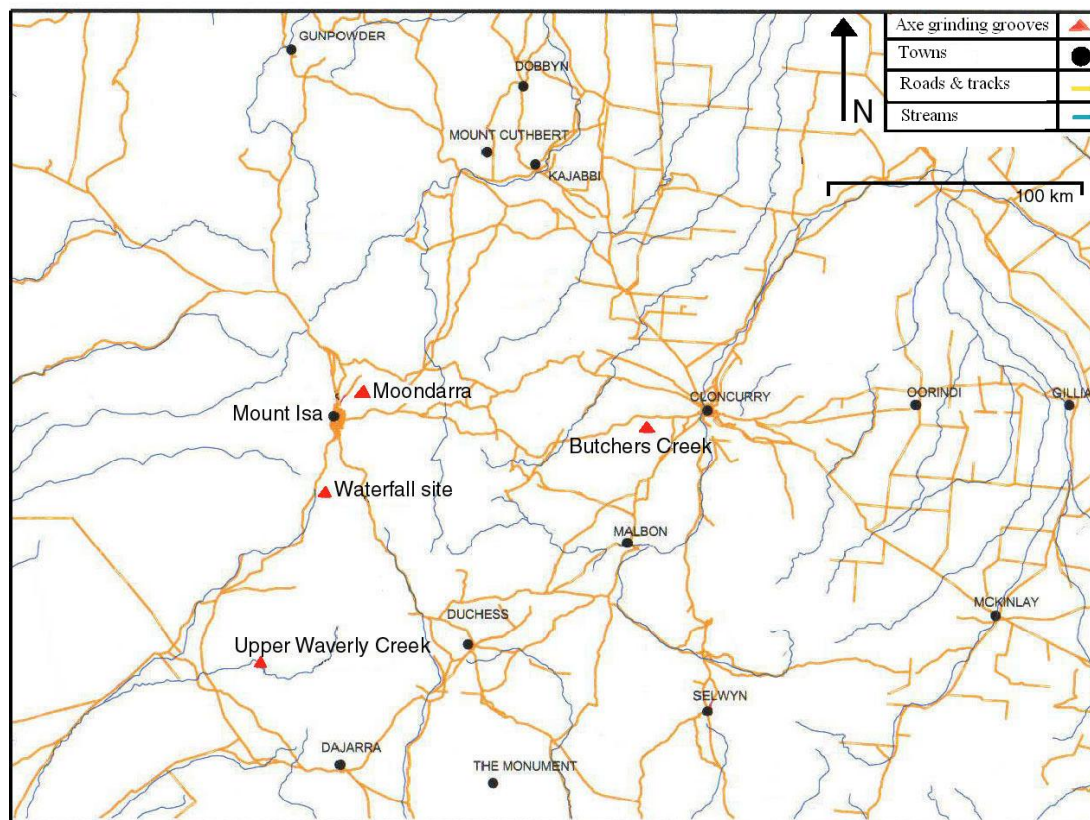 GUNPOWDER
Axe grinding grooves
Towns
Roads & tracks
Streams
N
DOBBYN
MOUNT CUTHBERT
KAJABBI
100 km
Moondarra
Mount Isa
CLONCURRY
OORINDI
GILLIA
Butchers Creek
Waterfall site
MALBON
DUCHESS
MCKINLAY
Upper Waverly Creek
SELWYN
DAJARRA
THE MONUMENT